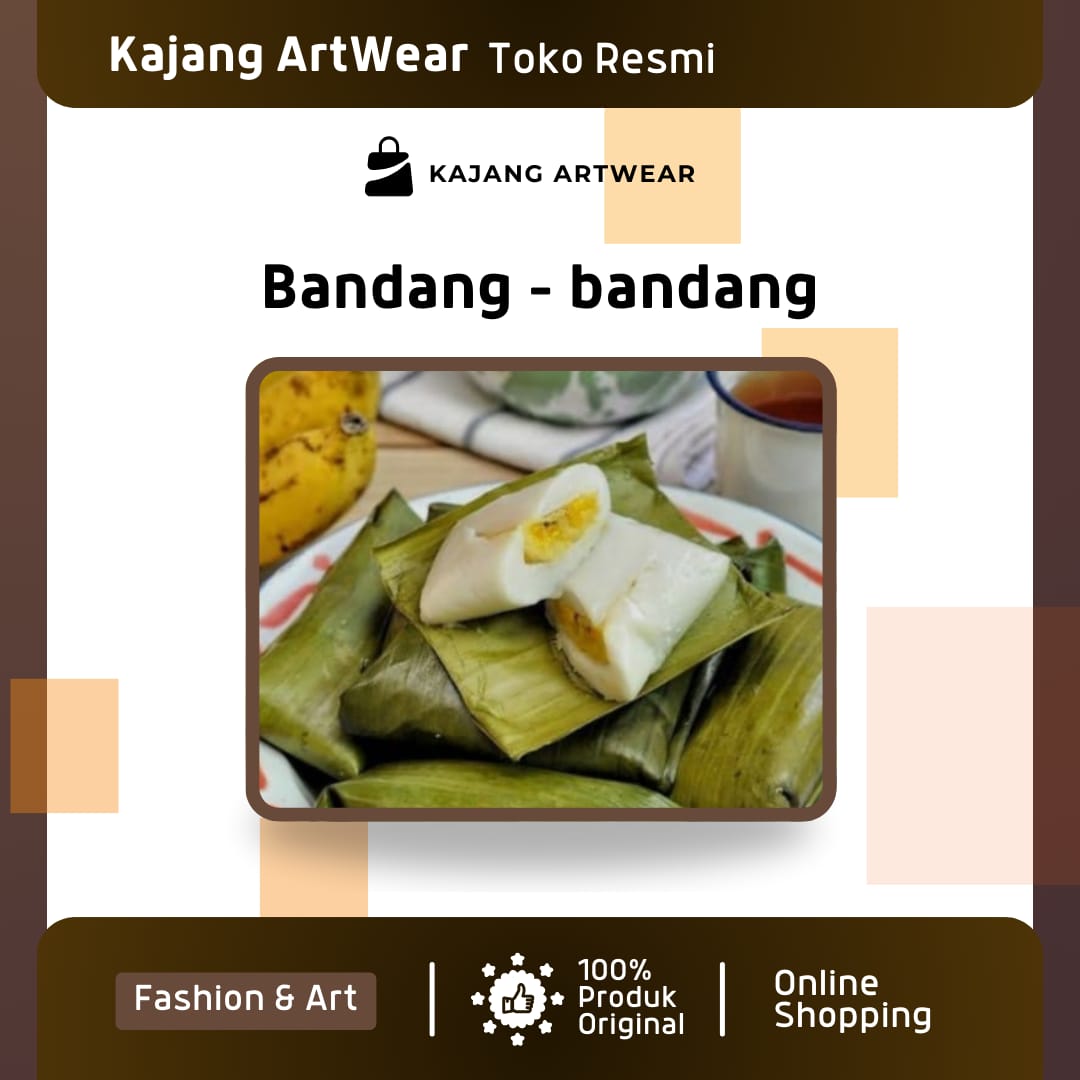 Kajang ArtWear Toko Resmi
KAJANG ARTWEAR
Bandang - bandang
Fashion & Art
100%
Produk
Original
Online
Shopping